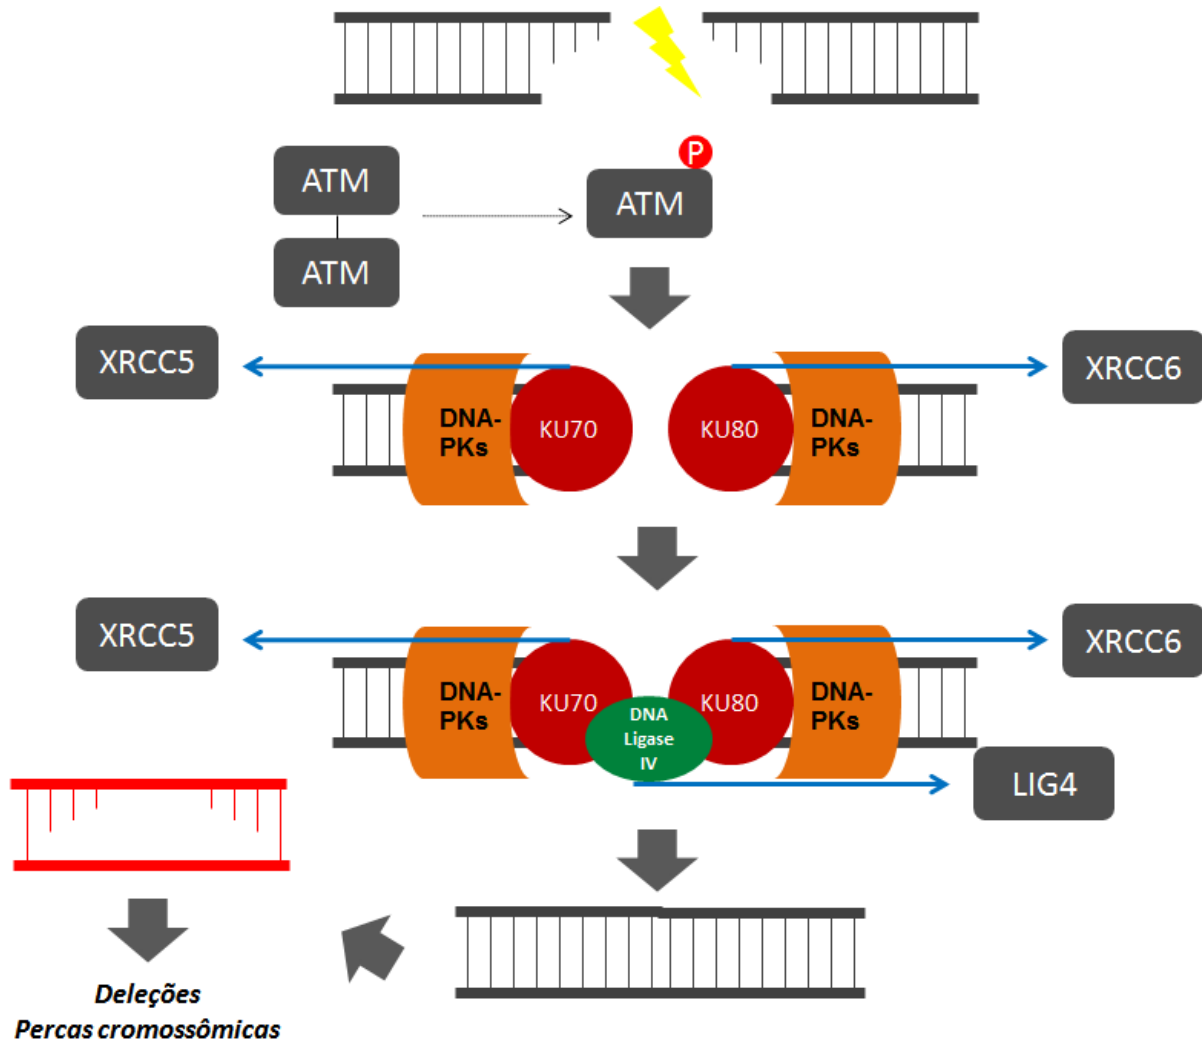 P
ATM
ATM
ATM
XRCC5
XRCC6
DNA-
PKs
KU70
KU80
DNA-
PKs
XRCC5
XRCC6
DNA-
PKs
KU70
KU80
DNA-
PKs
DNA
Ligase
IV
LIG4
Deleções
Percas cromossômicas